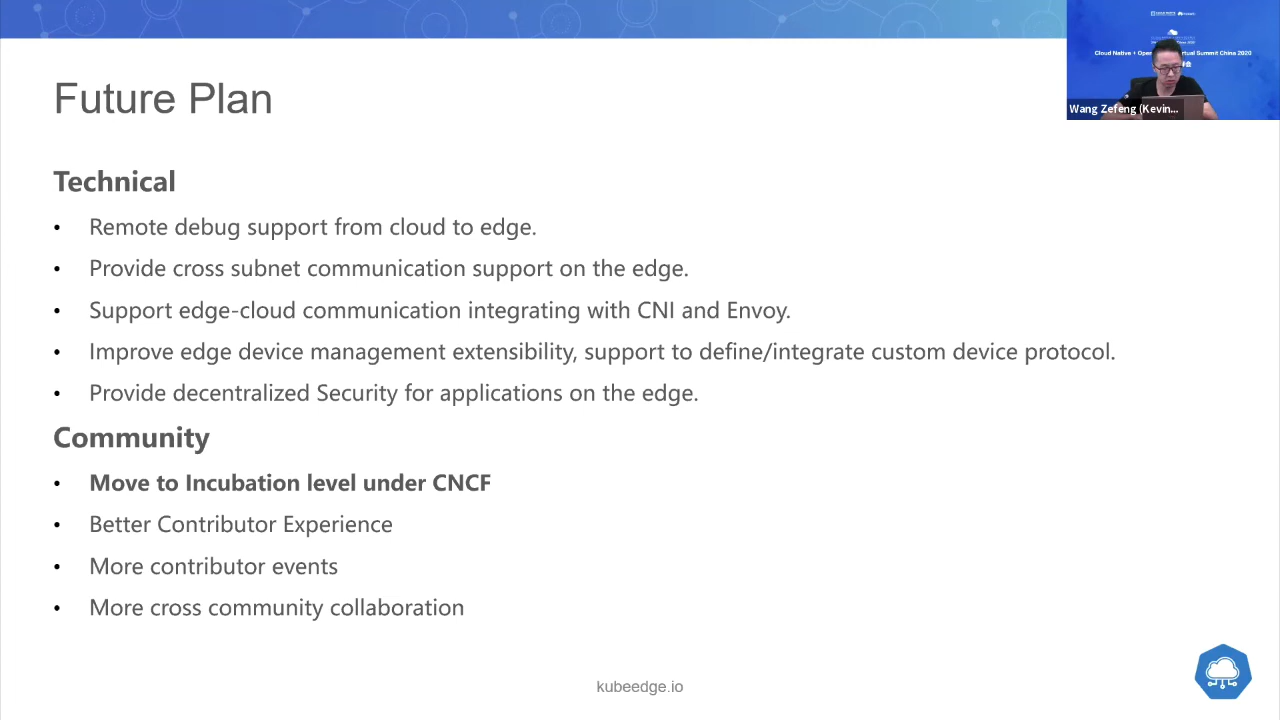 Future Plan
Cloud Native + Open
rtual Summit China 2020
Wang Zefeng (Kevin...
Technical
• Remote debug support from cloud to edge.
• Provide cross subnet communication support on the edge.
• Support edge-cloud communication integrating with CNI and Envoy.
• Improve edge device management extensibility, support to define/integrate custom device protocol.
• Provide decentralized Security for applications on the edge.
Community
• Move to Incubation level under CNCF
• Better Contributor Experience
• More contributor events
• More cross community collaboration
kubeedge.io